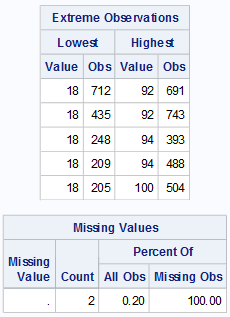 Extreme Observations
Lowest Highest
Value Obs Value Obs
18 712 92 691
18 435 92 743
18 248 94 393
18 209 94 488
18 205 100 504
Missing Values
Missing Value Count Percent Of
All Obs Missing Obs
. 2 0.20 100.00